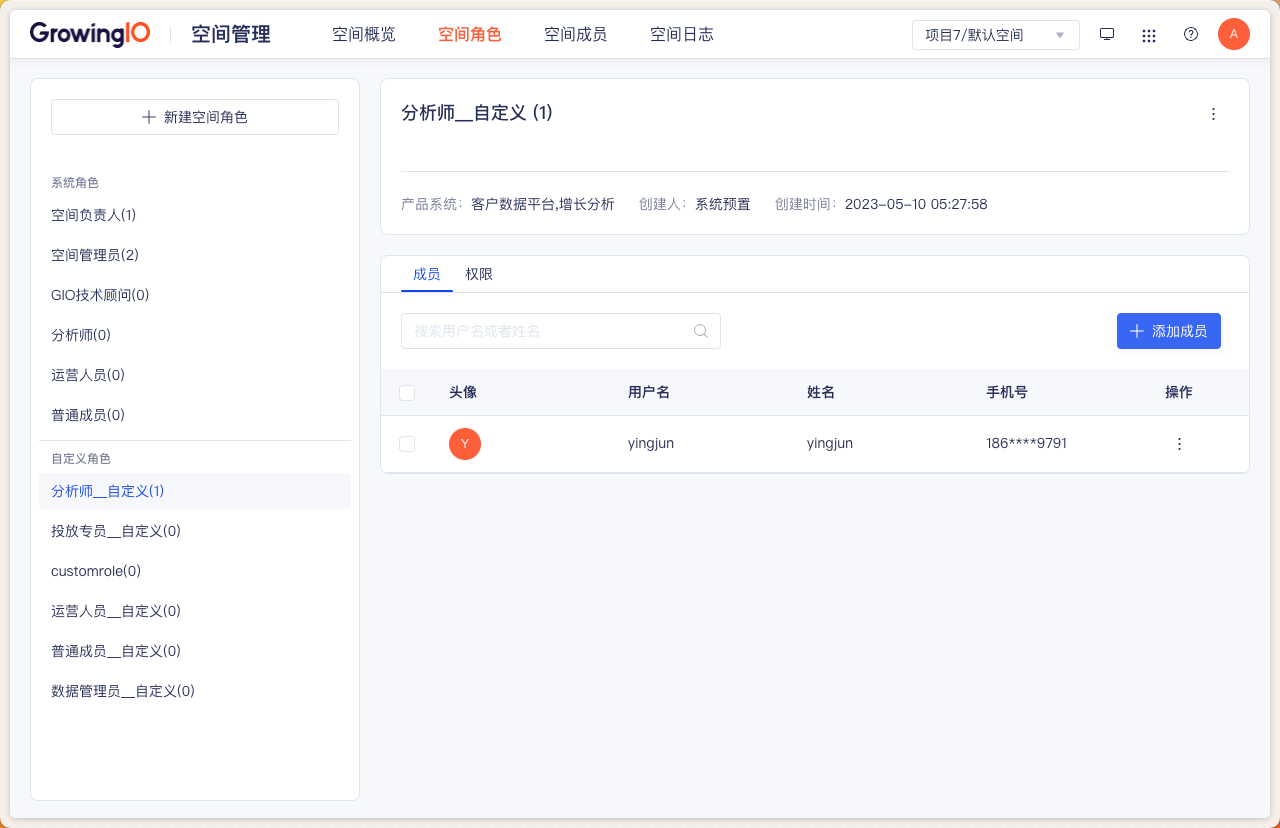 GrowingIO 空间管理 空间概览 空间角色 空间成员 空间日志 项目7/默认空间 A
新建空间角色
系统角色
空间负责人(1)
空间管理员(2)
GIO技术顾问(0)
分析师(0)
运营人员(0)
普通成员(0)
自定义角色
分析师__自定义(1)
投放专员__自定义(0)
customrole(0)
运营人员__自定义(0)
普通成员__自定义(0)
数据管理员__自定义(0)
分析师__自定义 (1)
产品系统： 客户数据平台,增长分析 创建人： 系统预置 创建时间： 2023-05-10 05:27:58
成员 权限
搜索用户名或者姓名 添加成员
头像 用户名 姓名 手机号 操作
Y yingjun yingjun 186****9791